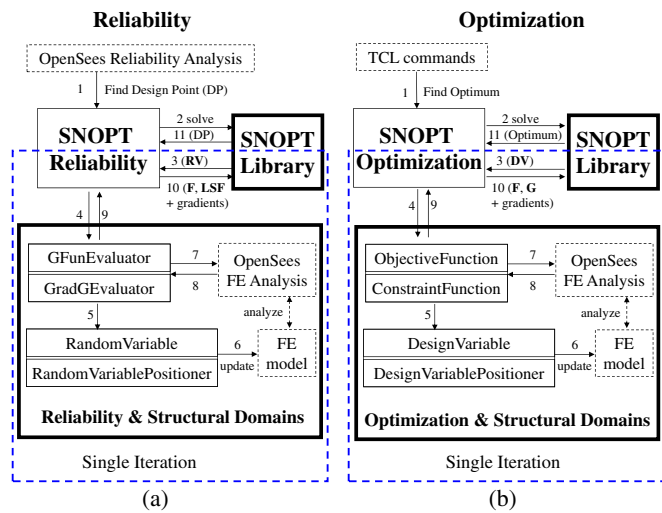 Reliability
OpenSees Reliability Analysis
1 Find Design Point (DP)
SNOPT
Reliability
2 solve
11 (DP)
3 (RV)
10 (F, LSF
+ gradients)
SNOPT
Library
4 9
GFunEvaluator
GradGEvaluator
7
8
OpenSees
FE Analysis
5
analyze
RandomVariable
RandomVariablePositioner
6
update
FE
model
Reliability & Structural Domains
Single Iteration
(a)
Optimization
TCL commands
1 Find Optimum
SNOPT
Optimization
2 solve
11 (Optimum)
3 (DV)
10 (F, G
+ gradients)
SNOPT
Library
4 9
ObjectiveFunction
ConstraintFunction
7
8
OpenSees
FE Analysis
5
analyze
DesignVariable
DesignVariablePositioner
6
update
FE
model
Optimization & Structural Domains
Single Iteration
(b)